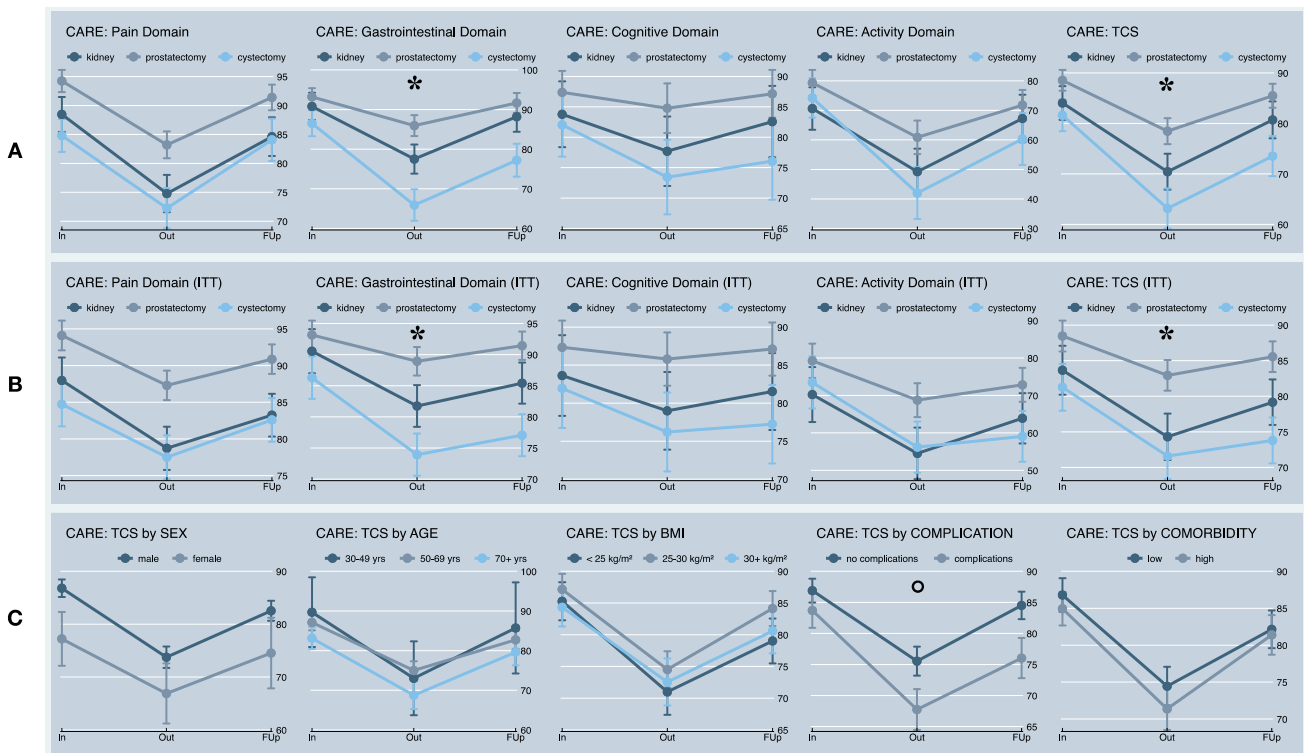 CARE: Pain Domain
kidney prostatectomy cystectomy
95
90
85
80
75
70
In Out FUp
CARE: Gastrointestinal Domain
kidney prostatectomy cystectomy
*
100
90
80
70
60
In Out FUp
CARE: Cognitive Domain
kidney prostatectomy cystectomy
90
85
80
75
70
65
In Out FUp
CARE: Activity Domain
kidney prostatectomy cystectomy
80
70
60
50
40
30
In Out FUp
CARE: TCS
kidney prostatectomy cystectomy
*
90
80
70
60
In Out FUp
A
CARE: Pain Domain (ITT)
kidney prostatectomy cystectomy
95
90
85
80
75
In Out FUp
CARE: Gastrointestinal Domain (ITT)
kidney prostatectomy cystectomy
*
95
90
85
80
75
70
In Out FUp
CARE: Cognitive Domain (ITT)
kidney prostatectomy cystectomy
90
85
80
75
70
In Out FUp
CARE: Activity Domain (ITT)
kidney prostatectomy cystectomy
90
80
70
60
50
In Out FUp
CARE: TCS (ITT)
kidney prostatectomy cystectomy
*
90
85
80
75
70
In Out FUp
B
CARE: TCS by SEX
male female
90
80
70
60
In Out FUp
CARE: TCS by AGE
30-49 yrs 50-69 yrs 70+ yrs
100
90
80
70
60
In Out FUp
CARE: TCS by BMI
< 25 kg/m² 25-30 kg/m² 30+ kg/m²
90
85
80
75
70
65
In Out FUp
CARE: TCS by COMPLICATION
no complications complications
90
85
80
75
70
65
In Out FUp
CARE: TCS by COMORBIDITY
low high
90
85
80
75
70
In Out FUp
C